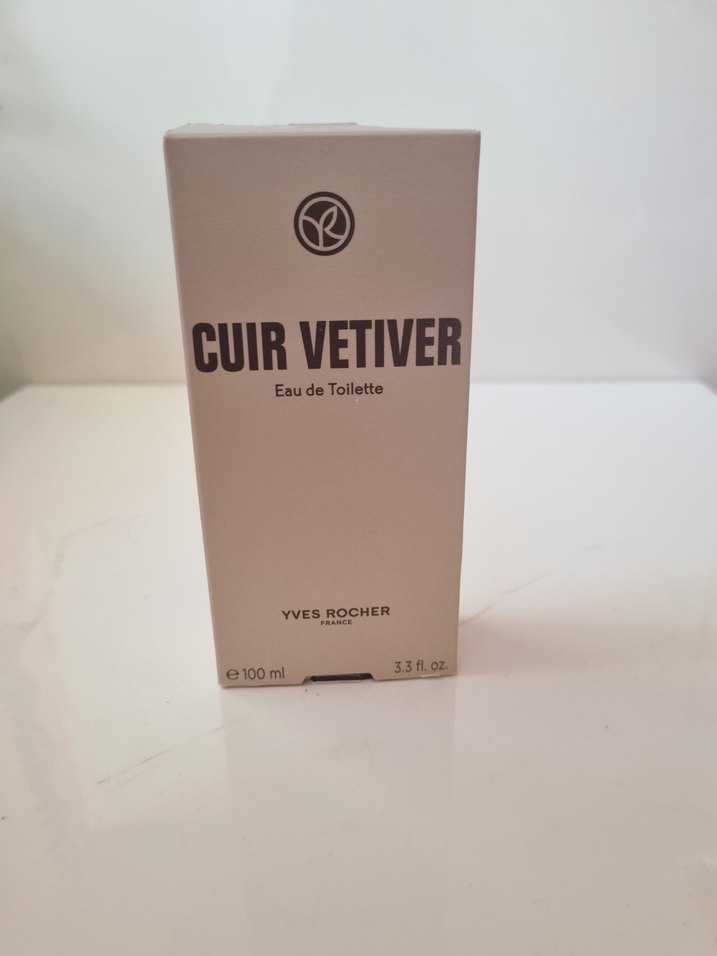 CUIR VETIVER
Eau de Toilette
YVES ROCHER
FRANCE
℮ 100 ml 3.3 fl. oz.